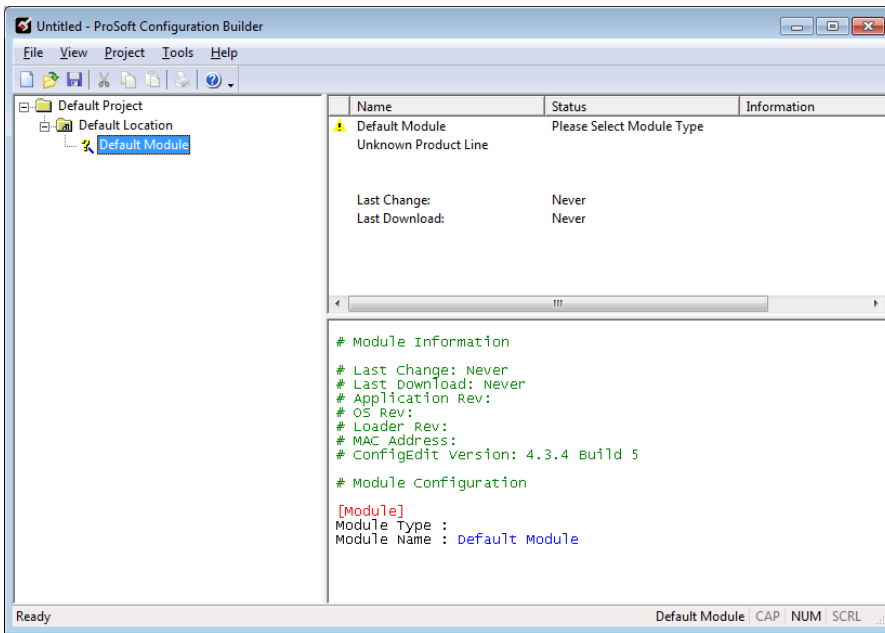 Untitled - ProSoft Configuration Builder
File View Project Tools Help
Default Project
Default Location
Default Module
Name Status Information
Default Module Please Select Module Type
Unknown Product Line
Last Change: Never
Last Download: Never
# Module Information
# Last Change: Never
# Last Download: Never
# Application Rev:
# OS Rev:
# Loader Rev:
# MAC Address:
# ConfigEdit Version: 4.3.4 Build 5
# Module Configuration
[Module]
Module Type :
Module Name : Default Module
Ready Default Module CAP NUM SCRL